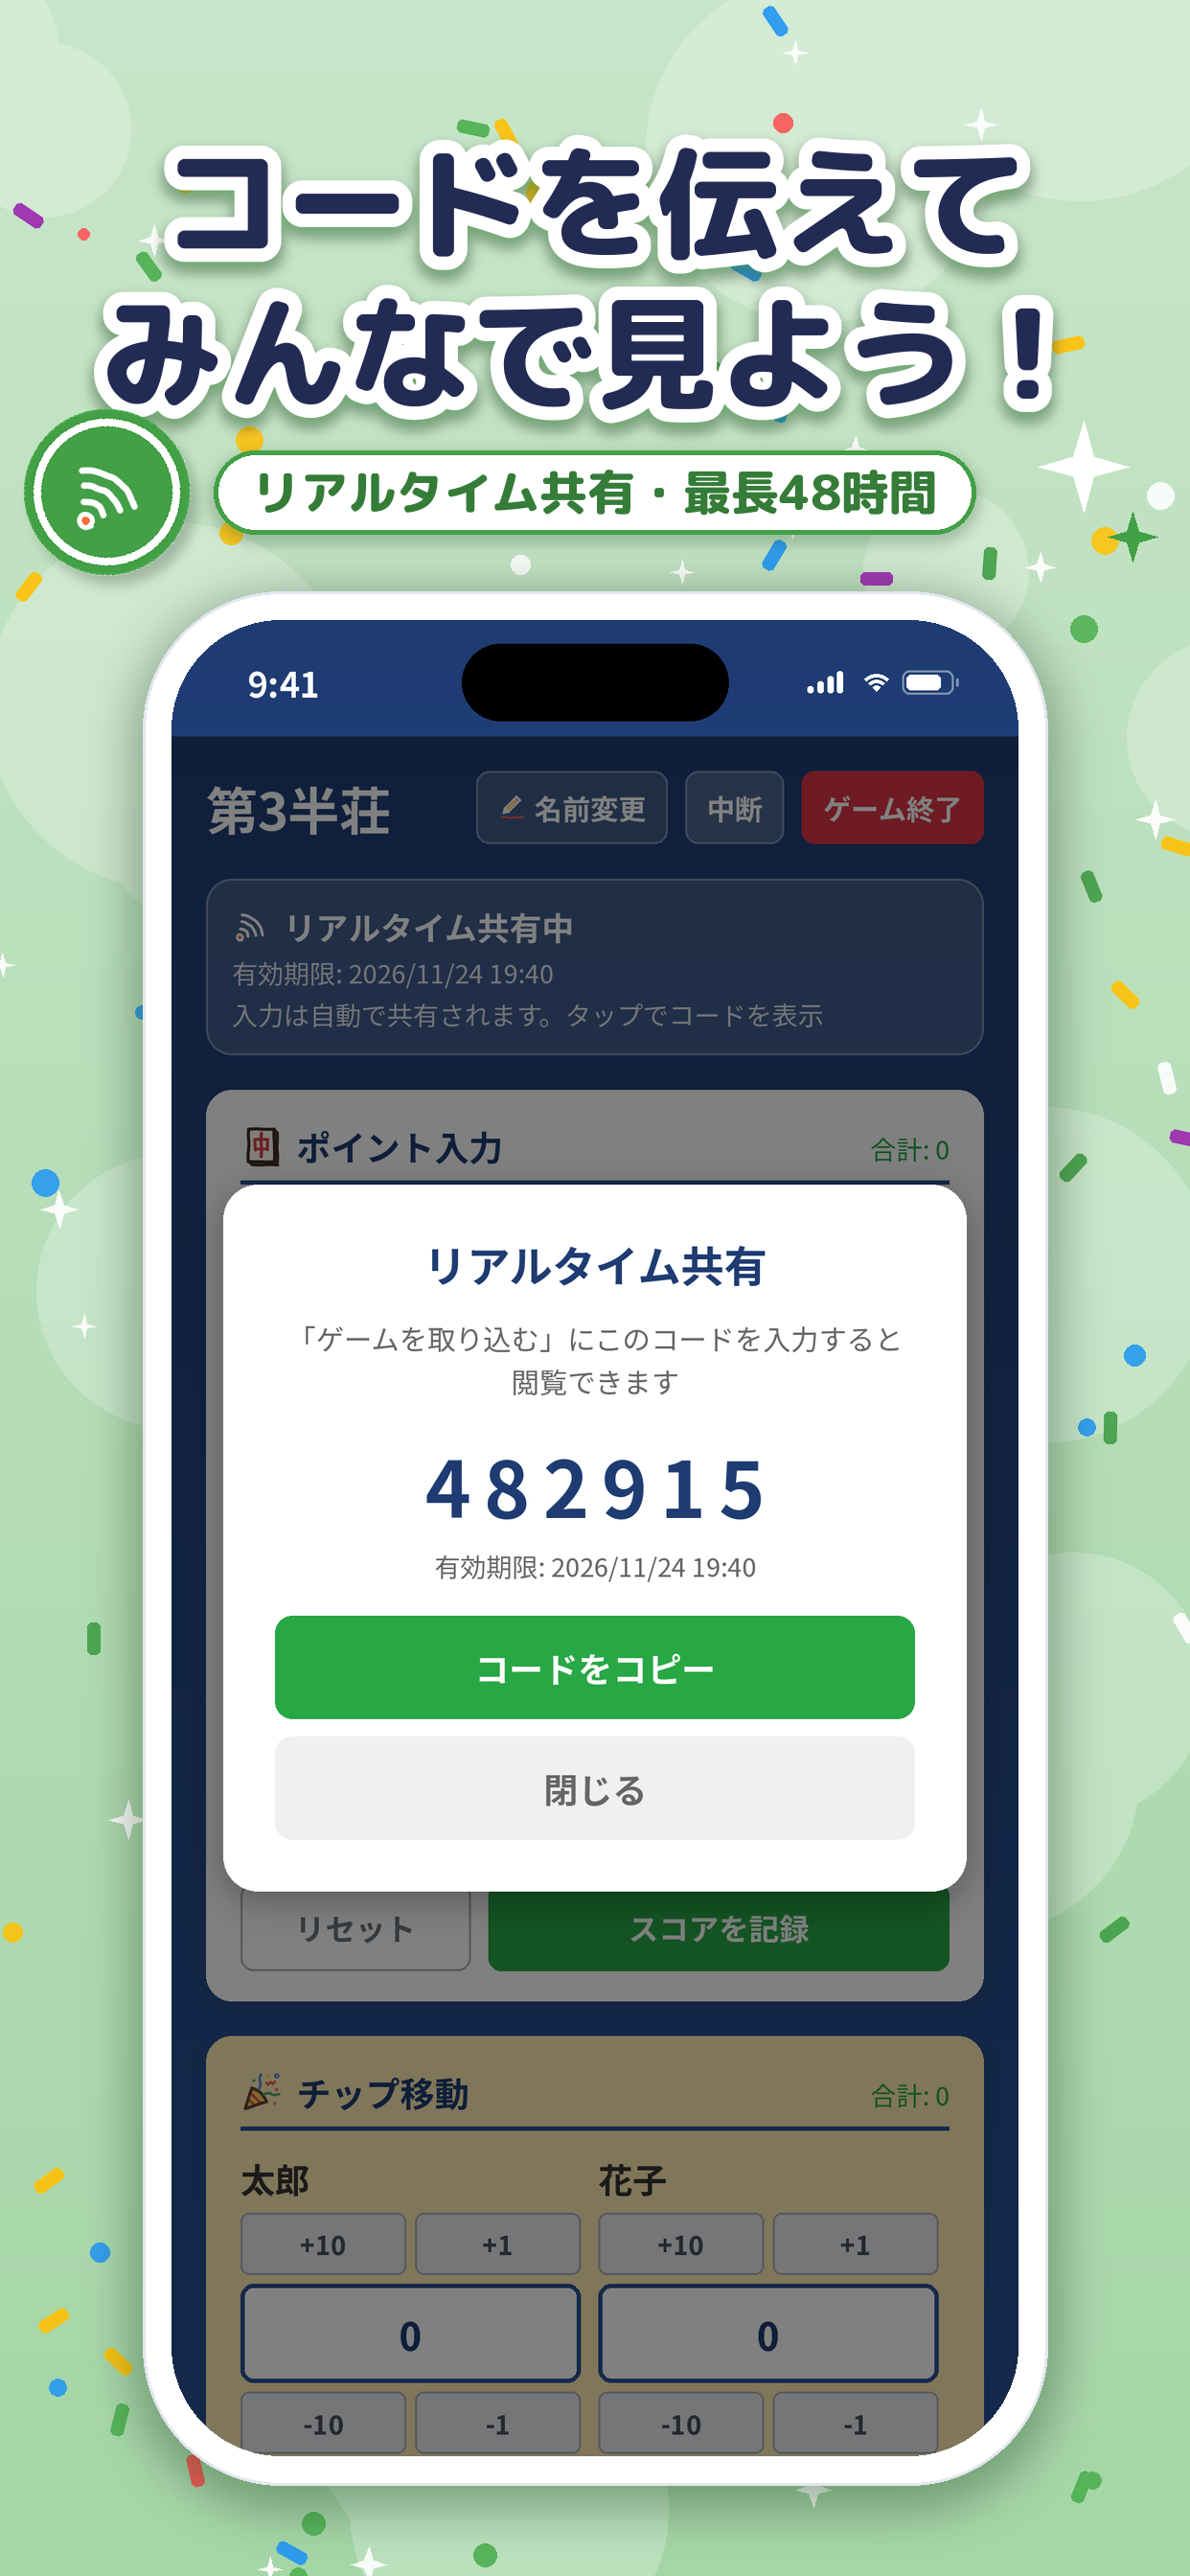 コードを伝えて
みんなで見よう！
リアルタイム共有・最長48時間
9:41
第3半荘
名前変更
中断
ゲーム終了
リアルタイム共有中
有効期限: 2026/11/24 19:40
入力は自動で共有されます。タップでコードを表示
中
ポイント入力
合計: 0
リアルタイム共有
「ゲームを取り込む」にこのコードを入力すると
閲覧できます
482915
有効期限: 2026/11/24 19:40
コードをコピー
閉じる
リセット
スコアを記録
チップ移動
合計: 0
太郎
花子
+10
+1
+10
+1
0
0
-10
-1
-10
-1